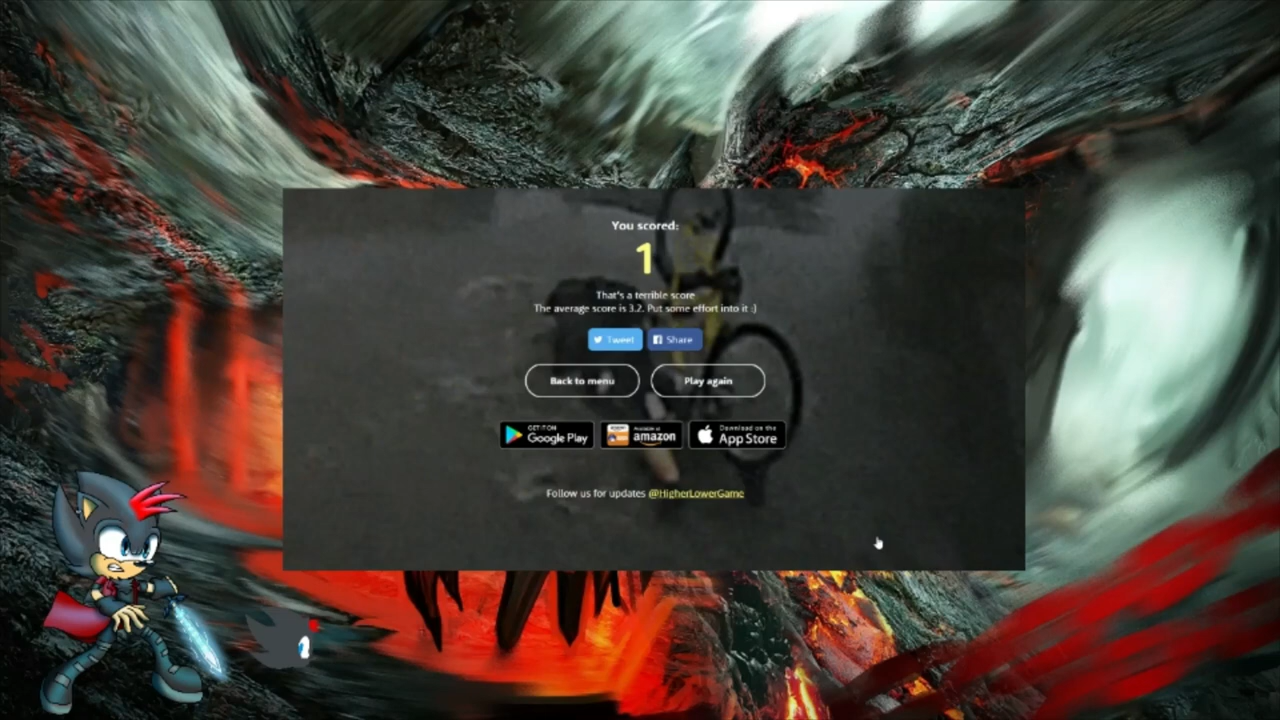 You scored:
1
That's a terrible score
The average score is 3.2. Put some effort into it :)
Tweet Share
Back to menu Play again
GET IT ON
Google Play
Available at
amazon
Download on the
App Store
Follow us for updates @HigherLowerGame